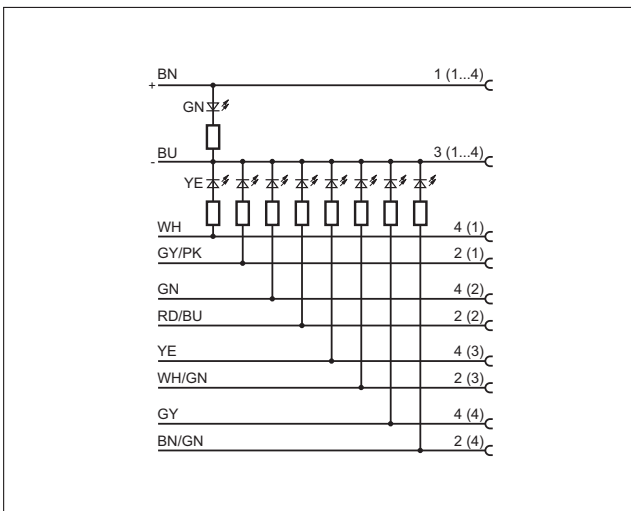 BN 1 (1...4)
+
GN
BU 3 (1...4)
-
YE
WH 4 (1)
GY/PK 2 (1)
GN 4 (2)
RD/BU 2 (2)
YE 4 (3)
WH/GN 2 (3)
GY 4 (4)
BN/GN 2 (4)